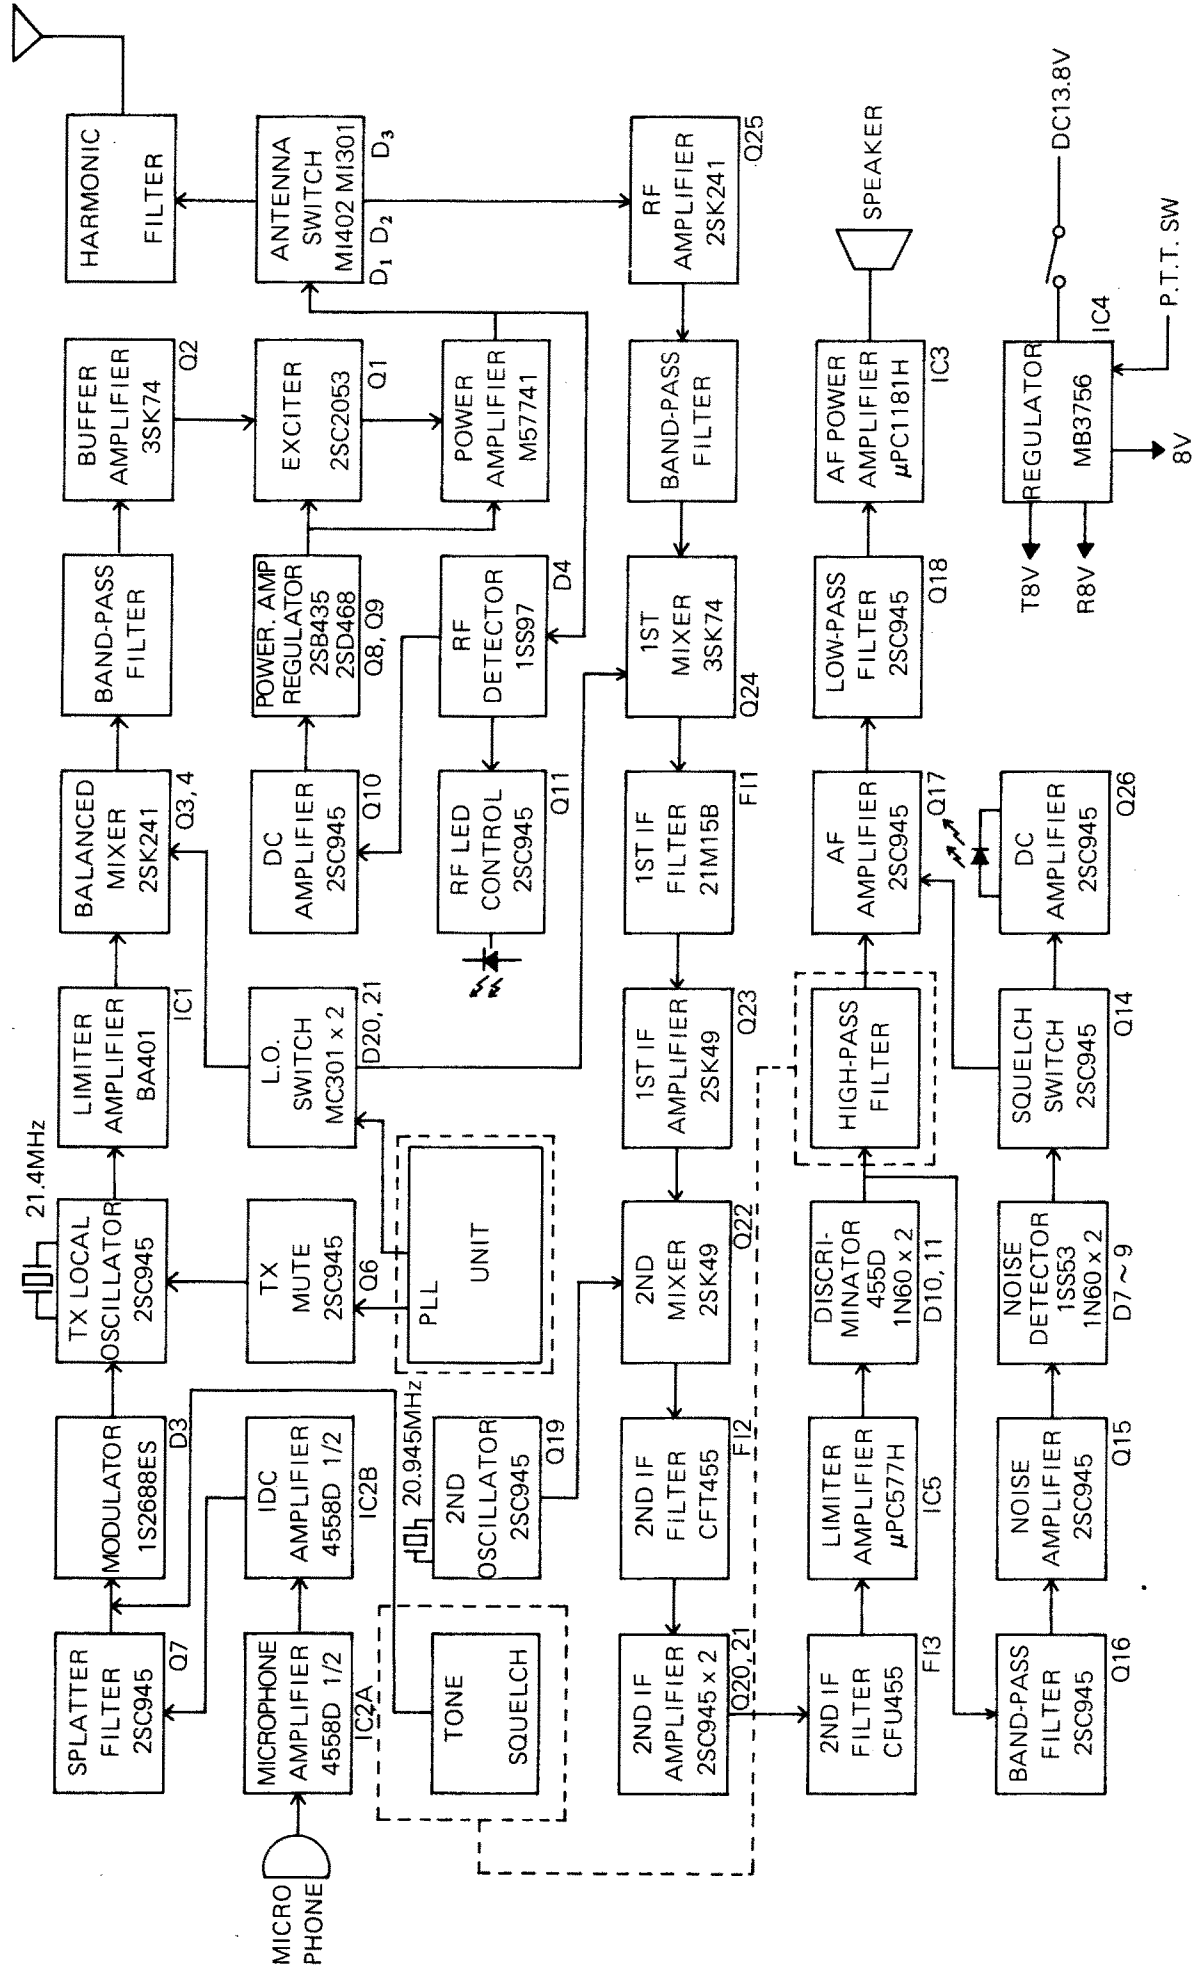 SPLATTER
FILTER
2SC945
Q7
MODULATOR
1S2688ES
D3
21.4MHz
TX LOCAL
OSCILLATOR
2SC945
LIMITER
AMPLIFIER
BA401
IC1
BALANCED
MIXER
2SK241
Q3, 4
BAND-PASS
FILTER
BUFFER
AMPLIFIER
3SK74
Q2
HARMONIC
FILTER
MICRO
PHONE
MICROPHONE
AMPLIFIER
4558D 1/2
IC2A
IDC
AMPLIFIER
4558D 1/2
IC2B
TX
MUTE
2SC945
Q6
L.O.
SWITCH
MC301 x 2
D20, 21
DC
AMPLIFIER
2SC945
Q10
POWER. AMP
REGULATOR
2SB435
2SD468
Q8, Q9
EXCITER
2SC2053
Q1
ANTENNA
SWITCH
MI402 MI301
D1 D2 D3
TONE
SQUELCH
20.945MHz
2ND
OSCILLATOR
2SC945
Q19
PLL
UNIT
RF LED
CONTROL
2SC945
Q11
RF
DETECTOR
1SS97
D4
POWER
AMPLIFIER
M57741
2ND IF
AMPLIFIER
2SC945 x 2
Q20, 21
2ND IF
FILTER
CFT455
FI2
2ND
MIXER
2SK49
Q22
1ST IF
AMPLIFIER
2SK49
Q23
1ST IF
FILTER
21M15B
FI1
1ST
MIXER
3SK74
Q24
BAND-PASS
FILTER
RF
AMPLIFIER
2SK241
Q25
2ND IF
FILTER
CFU455
FI3
LIMITER
AMPLIFIER
µPC577H
IC5
DISCRI-
MINATOR
455D
1N60 x 2
D10, 11
HIGH-PASS
FILTER
AF
AMPLIFIER
2SC945
Q17
LOW-PASS
FILTER
2SC945
Q18
AF POWER
AMPLIFIER
µPC1181H
IC3
SPEAKER
BAND-PASS
FILTER
2SC945
Q16
NOISE
AMPLIFIER
2SC945
Q15
NOISE
DETECTOR
1SS53
1N60 x 2
D7 ~ 9
SQUELCH
SWITCH
2SC945
Q14
DC
AMPLIFIER
2SC945
Q26
T8V
R8V
REGULATOR
MB3756
IC4
8V
DC13.8V
P.T.T. SW